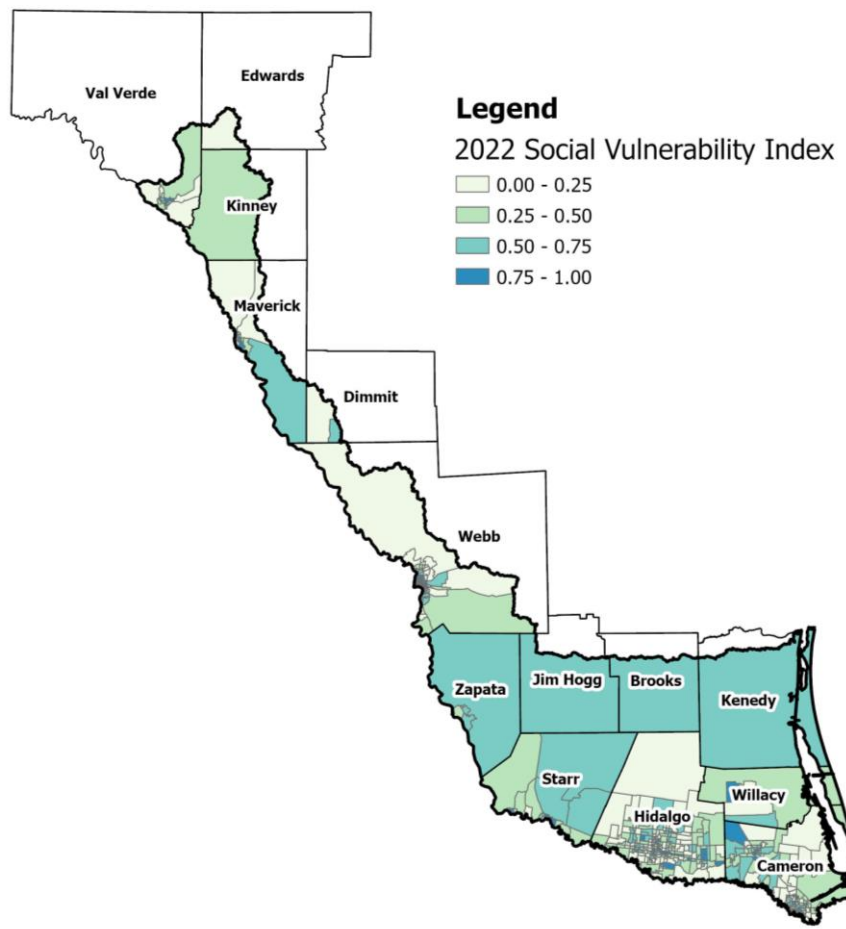 Edwards
Val Verde
Legend
2022 Social Vulnerability Index
0.00 - 0.25
0.25 - 0.50
0.50 - 0.75
0.75 - 1.00
Kinney
Maverick
Dimmit
Webb
Zapata
Jim Hogg
Brooks
Kenedy
Starr
Willacy
Hidalgo
Cameron